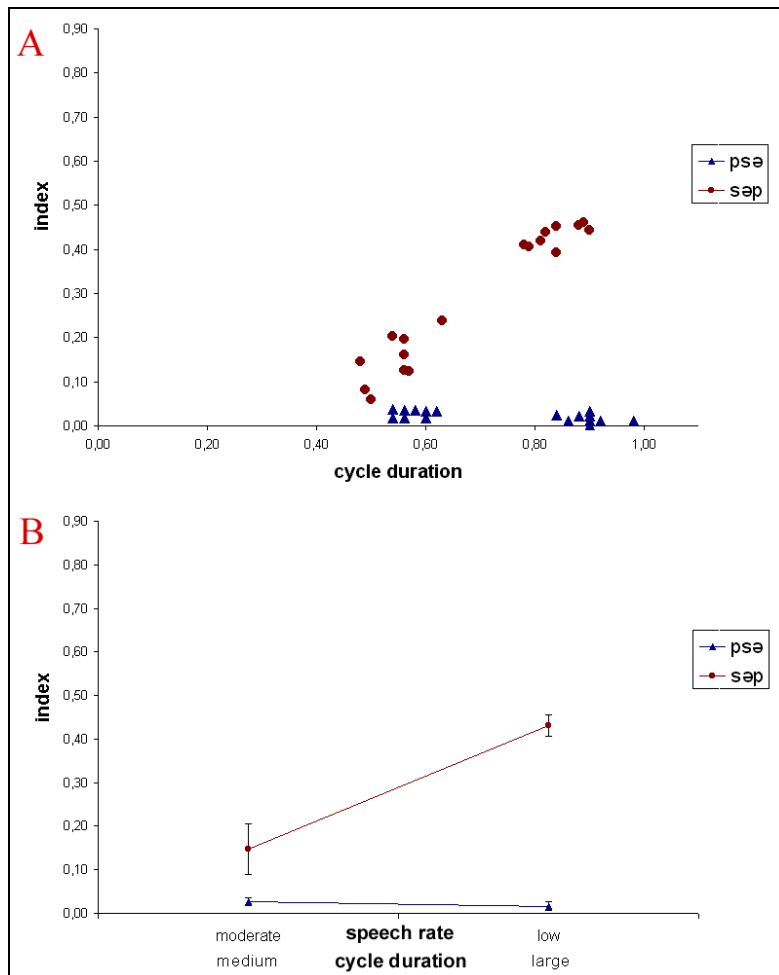 A
0,90
0,80
0,70
0,60
0,50
0,40
0,30
0,20
0,10
0,00
index
0,00 0,20 0,40 0,60 0,80 1,00
cycle duration
psə
səp
B
0,90
0,80
0,70
0,60
0,50
0,40
0,30
0,20
0,10
0,00
index
moderate speech rate low
medium cycle duration large
psə
səp